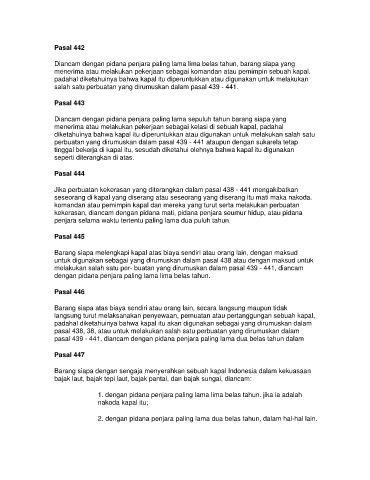 Pasal 442
Diancam dengan pidana penjara paling lama lima belas tahun, barang siapa yang
menerima atau melakukan pekerjaan sebagai komandan atau pemimpin sebuah kapal.
padahal diketahuinya bahwa kapal itu diperuntukkan atau digunakan untuk melakukan
salah satu perbuatan yang dirumuskan dalam pasal 439 - 441.
Pasal 443
Diancam dengan pidana penjara paling lama sepuluh tahun barang siapa yang
menerima atau melakukan pekerjaan sebagai kelasi di sebuah kapal, padahal
diketahuinya bahwa kapal itu diperuntukkan atau digunakan untuk melakukan salah satu
perbuatan yang dirumuskan dalam pasal 439 - 441 ataupun dengan sukarela tetap
tinggal bekerja di kapal itu, sesudah diketahui olehnya bahwa kapal itu digunakan
seperti diterangkan di atas.
Pasal 444
Jika perbuatan kekerasan yang diterangkan dalam pasal 438 - 441 mengakibatkan
seseorang di kapal yang diserang atau seseorang yang diserang itu mati maka nakoda.
komandan atau pemimpin kapal dan mereka yang turut serta melakukan perbuatan
kekerasan, diancam dengan pidana mati, pidana penjara seumur hidup, atau pidana
penjara selama waktu tertentu paling lama dua puluh tahun.
Pasal 445
Barang siapa melengkapi kapal atas biaya sendiri atau orang lain, dengan maksud
untuk digunakan sebagai yang dirumuskan dalam pasal 438 atau dengan maksud untuk
melakukan salah satu per- buatan yang dirumuskan dalam pasal 439 - 441, diancam
dengan pidana penjara paling lama lima belas tahun.
Pasal 446
Barang siapa atas biaya sendiri atau orang lain, secara langsung maupun tidak
langsung turut melaksanakan penyewaan, pemuatan atau pertanggungan sebuah kapal,
padahal diketahuinya bahwa kapal itu akan digunakan sebagai yang dirumuskan dalam
pasal 438, 38, atau untuk melakukan salah satu perbuatan yang dirumuskan dalam
pasal 439 - 441, diancam dengan pidana penjara paling lama dua belas tahun dalam
Pasal 447
Barang siapa dengan sengaja menyerahkan sebuah kapal Indonesia dalam kekuasaan
bajak laut, bajak tepi laut, bajak pantai, dan bajak sungai, diancam:
1. dengan pidana penjara paling lama lima belas tahun. jika ia adalah
nakoda kapal itu;
2. dengan pidana penjara paling lama dua belas tahun, dalam hal-hal lain.